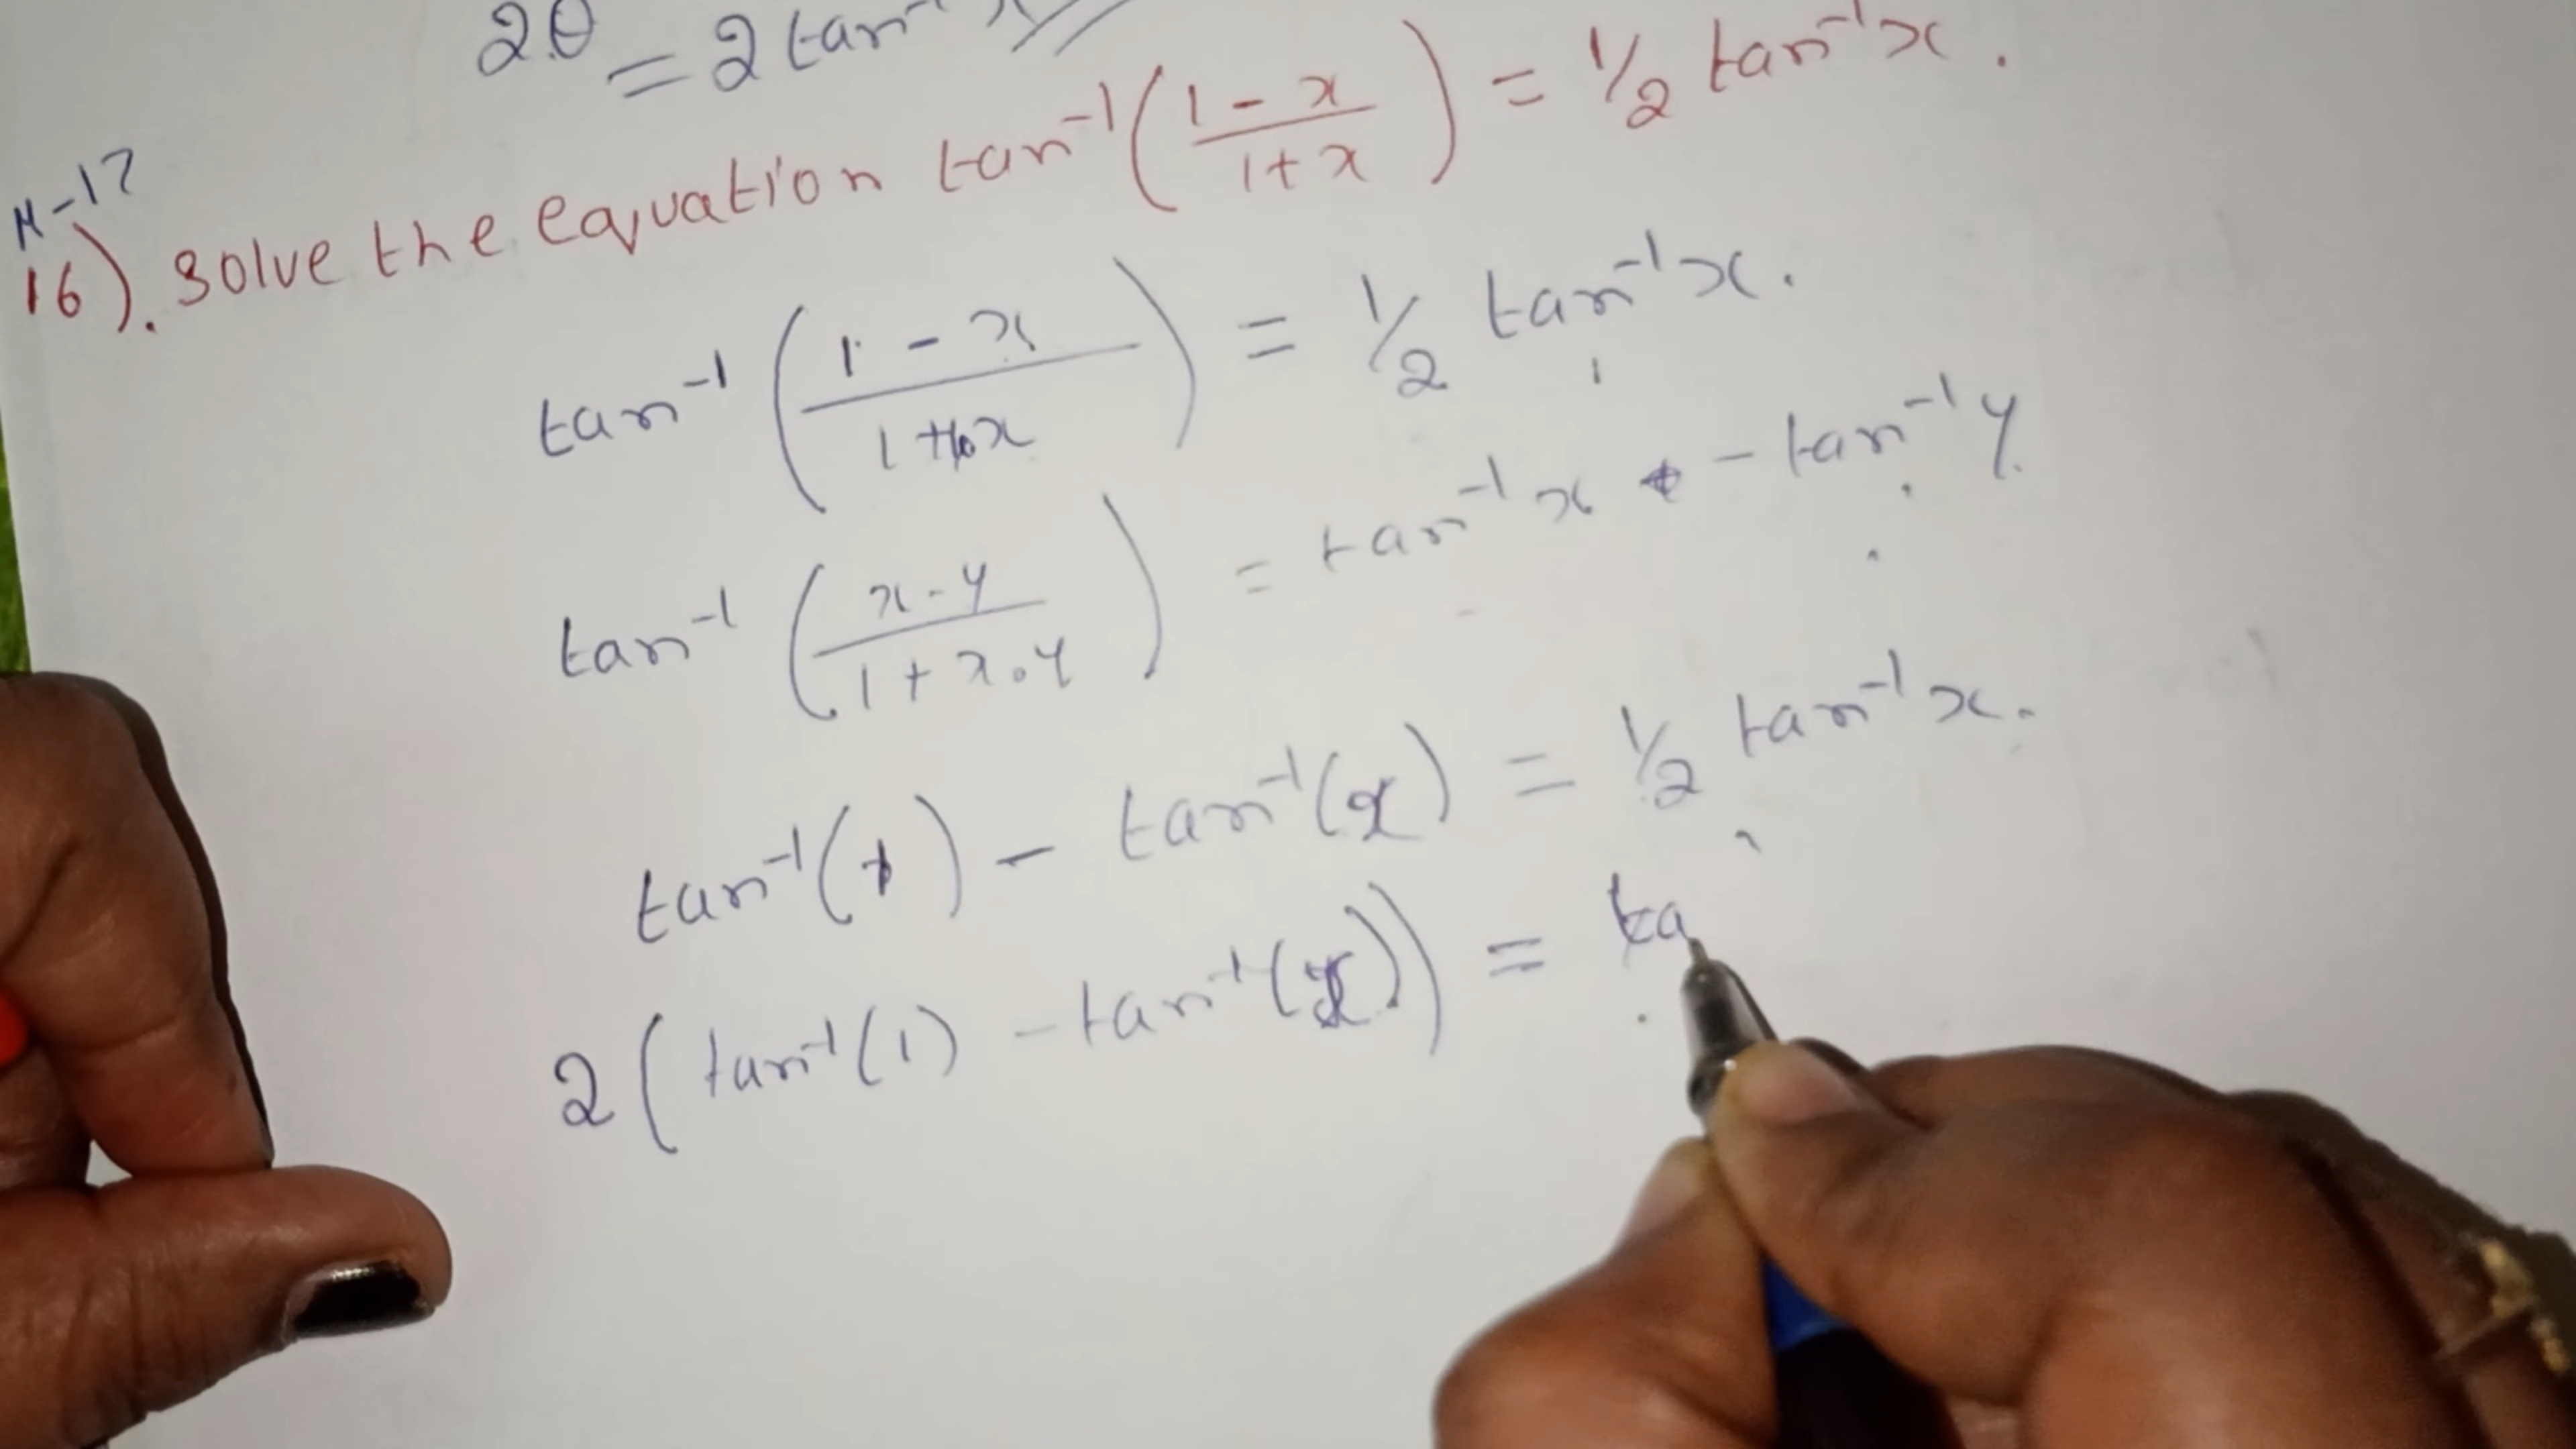 2θ = 2 tan⁻¹x
M-17
16). Solve the equation tan⁻¹((1 - x)/(1 + x)) = 1/2 tan⁻¹x.
tan⁻¹((1 - x)/(1 + x)) = 1/2 tan⁻¹x.
tan⁻¹((x - y)/(1 + x.y)) = tan⁻¹x - tan⁻¹y
tan⁻¹(1) - tan⁻¹(x) = 1/2 tan⁻¹x.
2(tan⁻¹(1) - tan⁻¹(x)) = ta